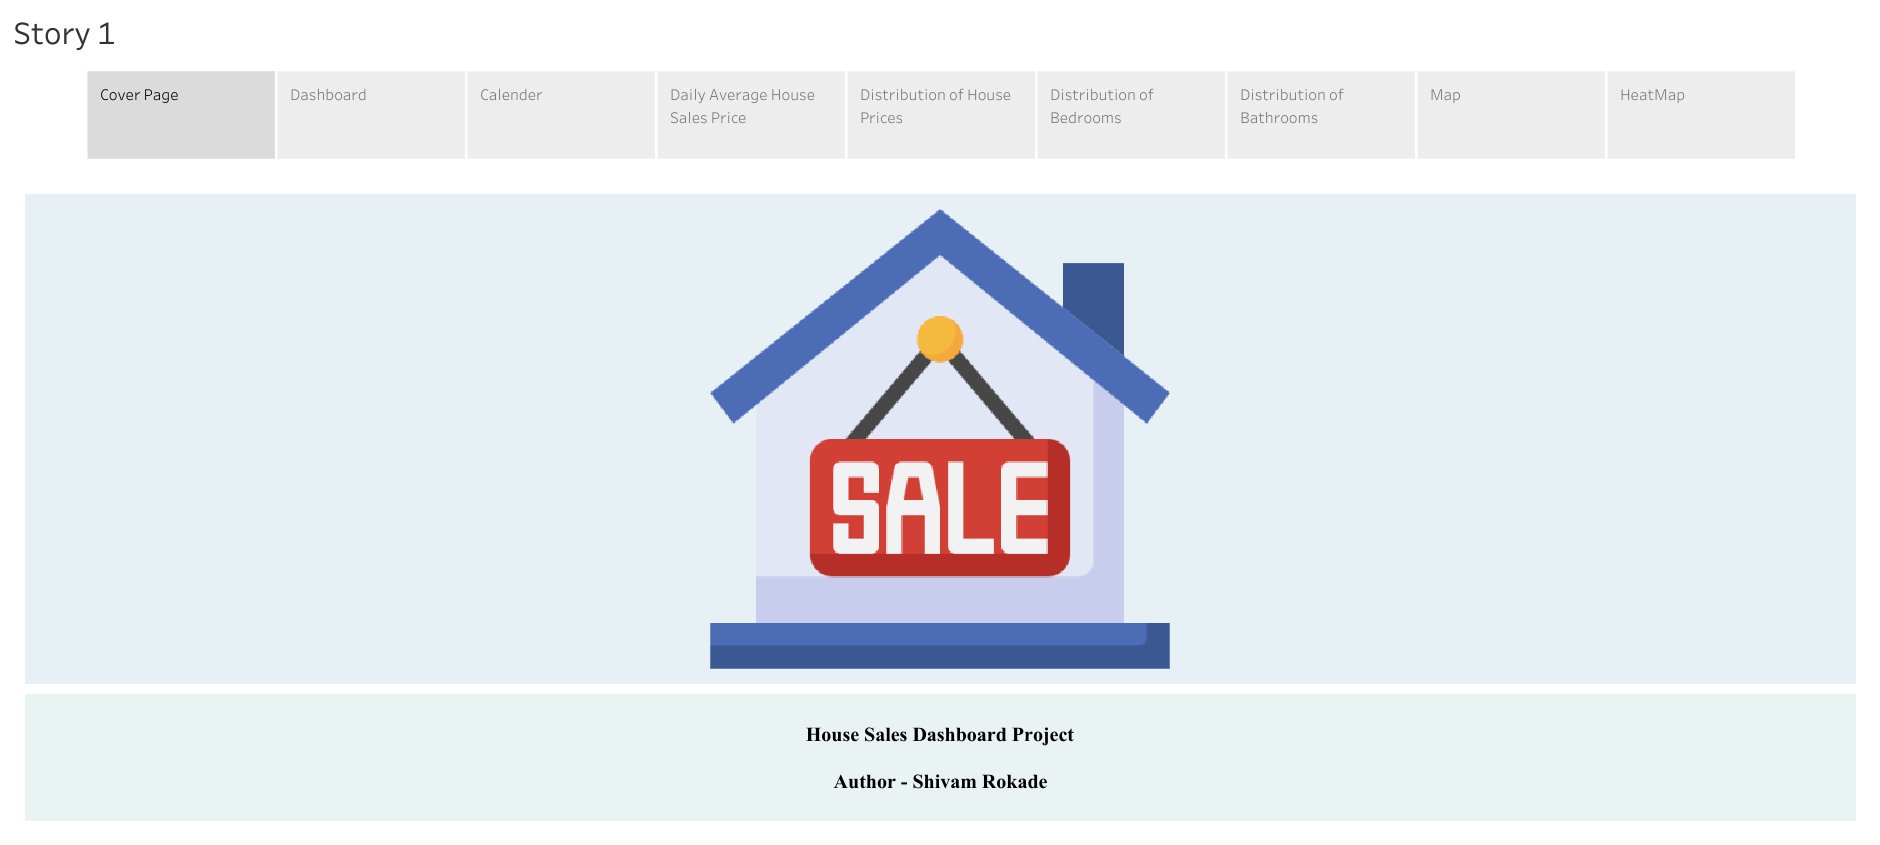 Story 1
Cover Page
Dashboard
Calender
Daily Average House
Sales Price
Distribution of House
Prices
Distribution of
Bedrooms
Distribution of
Bathrooms
Map
HeatMap
SALE
House Sales Dashboard Project
Author - Shivam Rokade